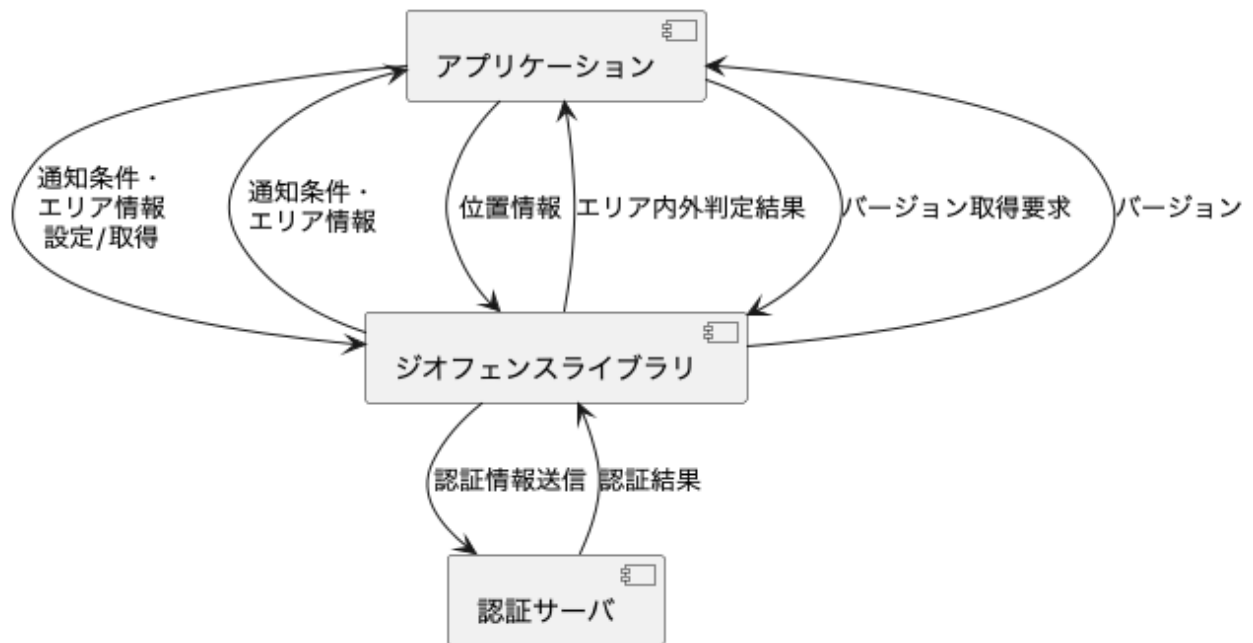 アプリケーション
通知条件・
エリア情報
設定/取得
通知条件・
エリア情報
位置情報
エリア内外判定結果
バージョン取得要求
バージョン
ジオフェンスライブラリ
認証情報送信
認証結果
認証サーバ